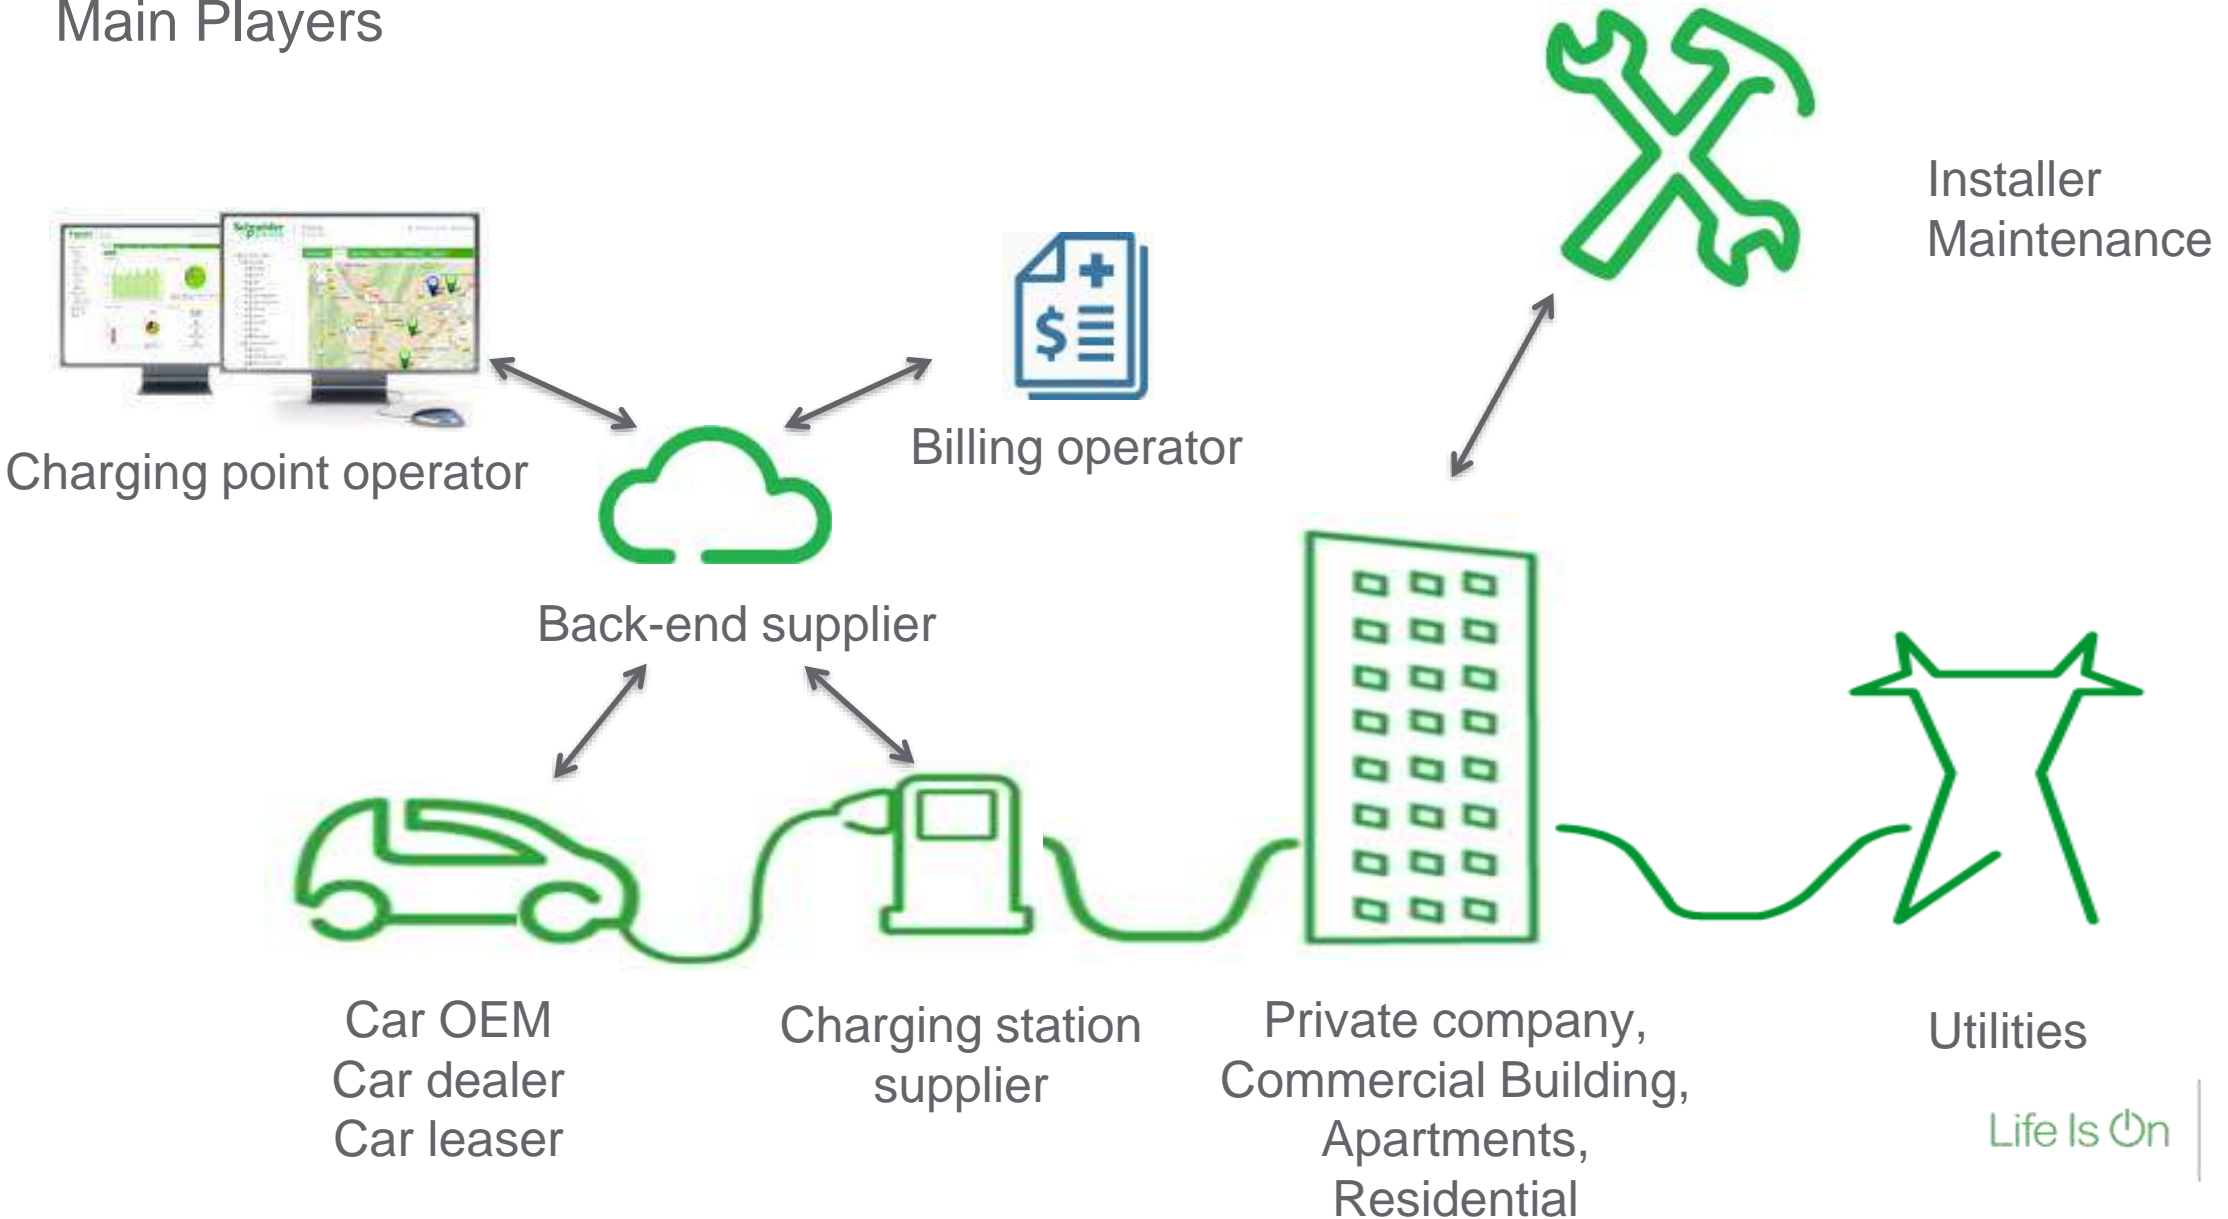 Main Players
Installer
Maintenance
Schneider
Charging point operator
Billing operator
Back-end supplier
Car OEM
Car dealer
Car leaser
Charging station
supplier
Private company,
Commercial Building,
Apartments,
Residential
Utilities
Life Is On